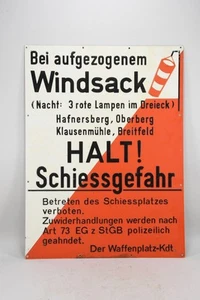 Bei aufgezogenem
Windsack
(Nacht: 3 rote Lampen im Dreieck)
Hafnersberg, Oberberg
Klausenmühle, Breitfeld
HALT!
Schiessgefahr
Betreten des Schiessplatzes
verboten.
Zuwiderhandlungen werden nach
Art 73 EG z StGB polizeilich
geahndet.
Der Waffenplatz-Kdt